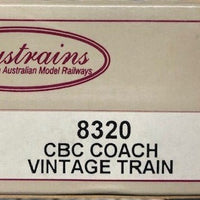 ustrains
Australian Model Railways
8320
CBC COACH
VINTAGE TRAIN